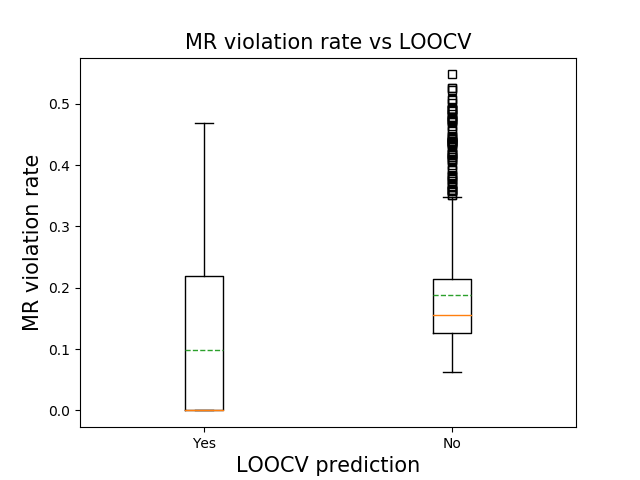 MR violation rate vs LOOCV
MR violation rate
0.5
0.4
0.3
0.2
0.1
0.0
Yes
No
LOOCV prediction